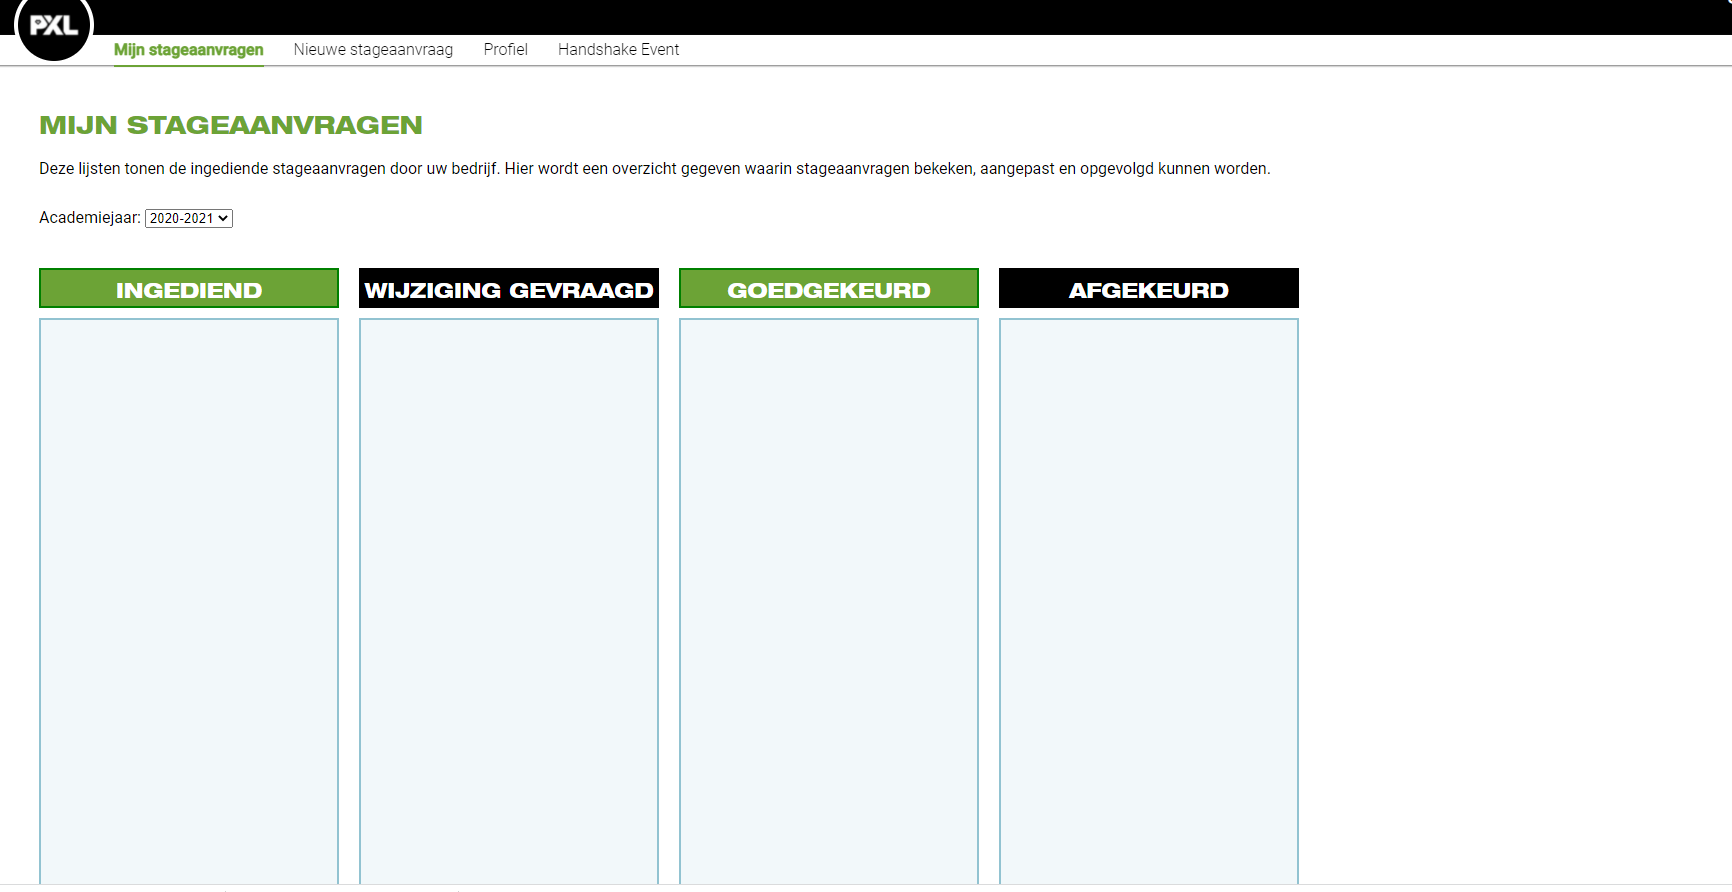 PXL
Mijn stageaanvragen Nieuwe stageaanvraag Profiel Handshake Event
MIJN STAGEAANVRAGEN
Deze lijsten tonen de ingediende stageaanvragen door uw bedrijf. Hier wordt een overzicht gegeven waarin stageaanvragen bekeken, aangepast en opgevolgd kunnen worden.
Academiejaar: 2020-2021
INGEDIEND WIJZIGING GEVRAAGD GOEDGEKEURD AFGEKEURD